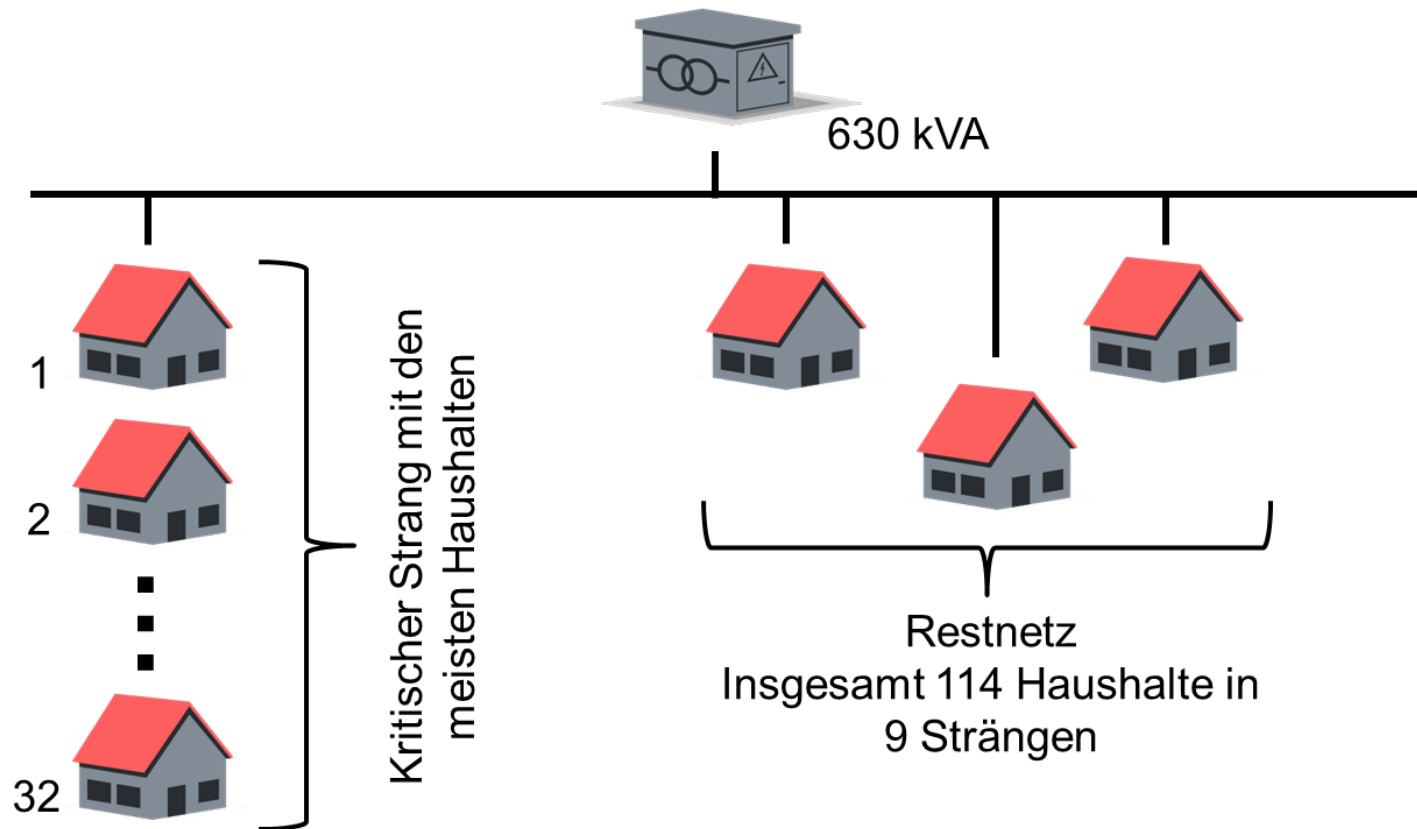 630 kVA
1
2
32
Kritischer Strang mit den
meisten Haushalten
Restnetz
Insgesamt 114 Haushalte in
9 Strängen